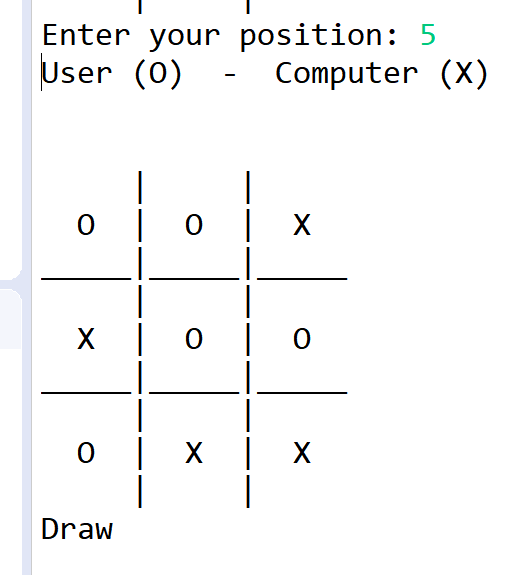 Enter your position: 5
User (O)  -  Computer (X)
O | O | X
X | O | O
O | X | X
Draw